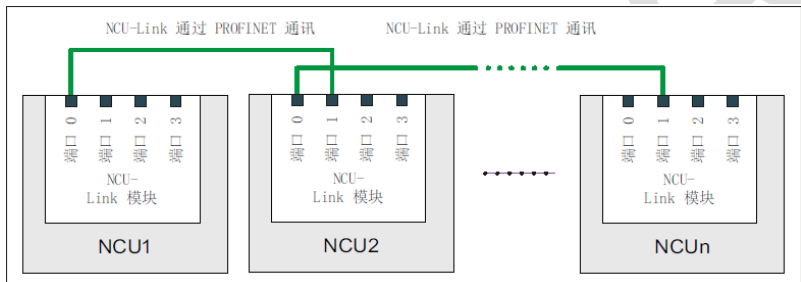 NCU-Link 通过 PROFINET 通讯
NCU-Link 通过 PROFINET 通讯
端口 0
端口 1
端口 2
端口 3
NCU-
Link 模块
NCU1
端口 0
端口 1
端口 2
端口 3
NCU-
Link 模块
NCU2
端口 0
端口 1
端口 2
端口 3
NCU-
Link 模块
NCUn